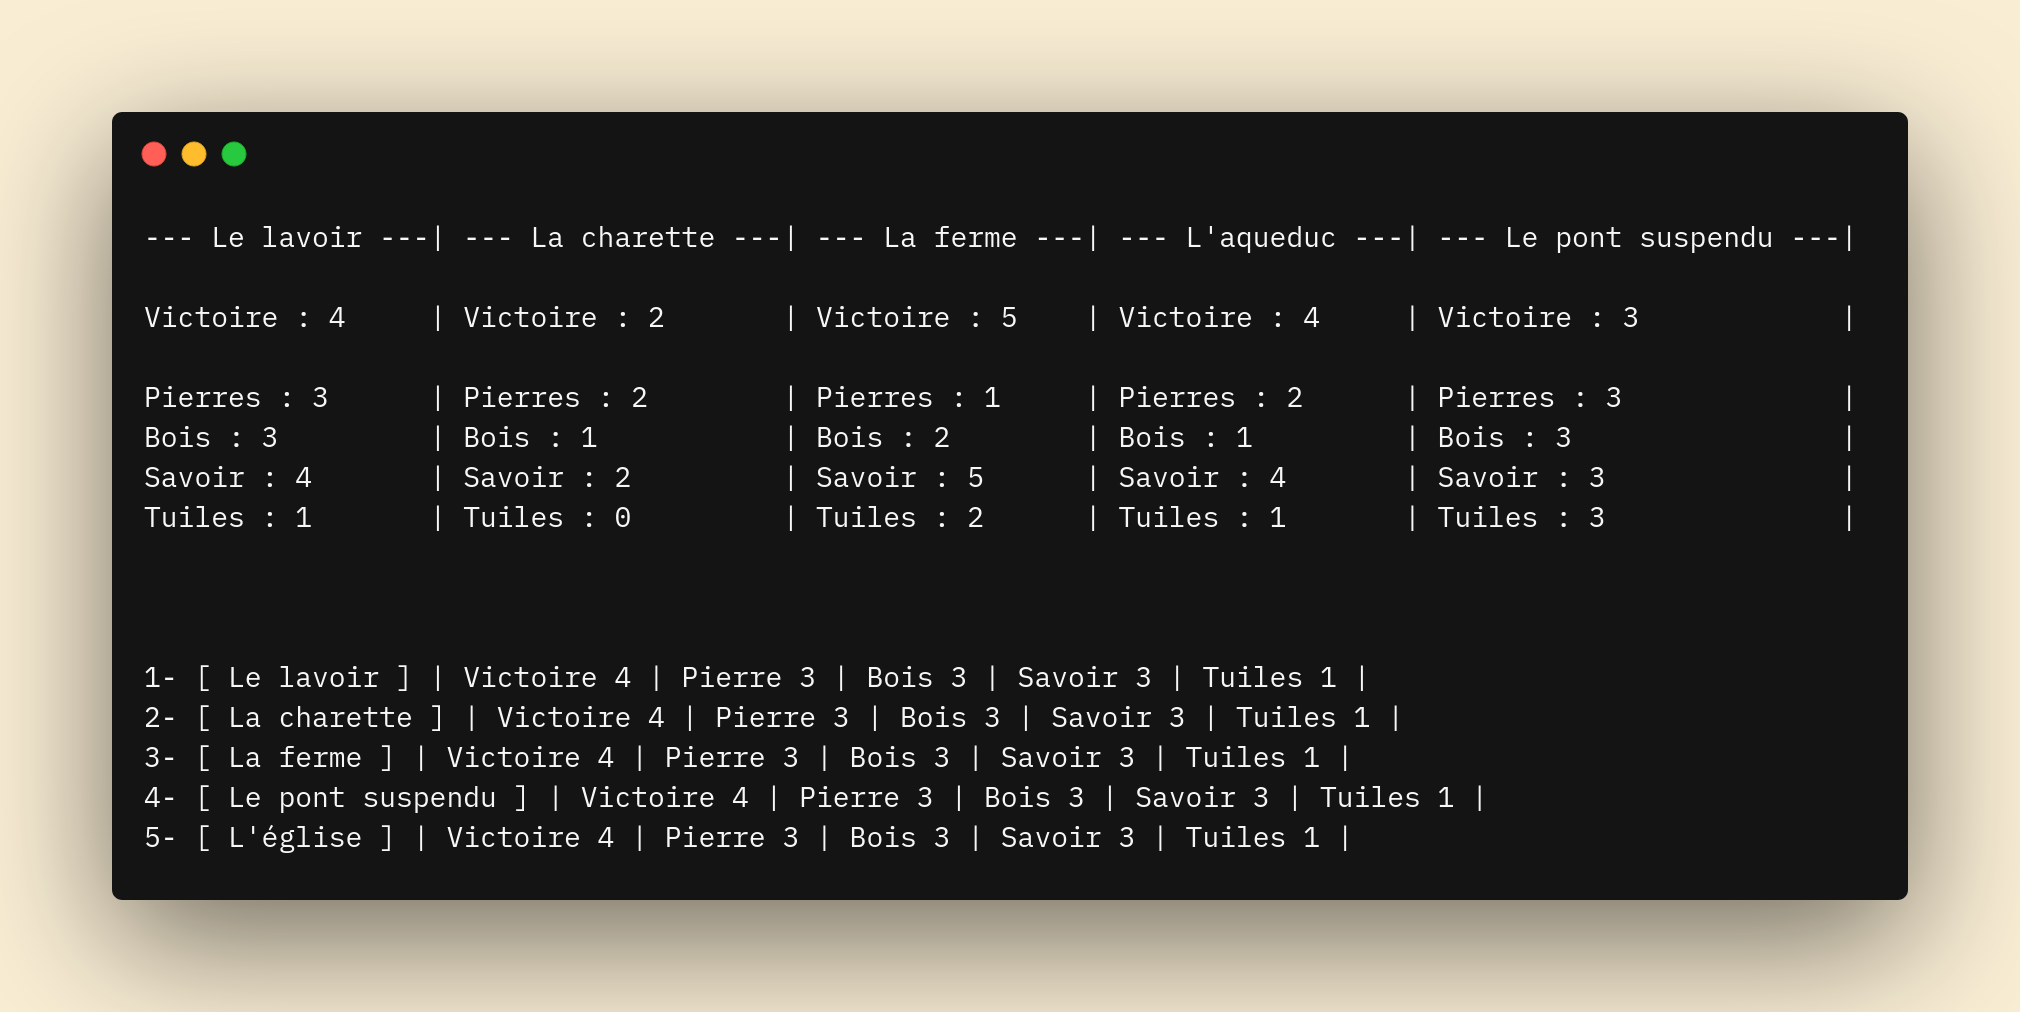 --- Le lavoir ---| --- La charette ---| --- La ferme ---| --- L'aqueduc ---| --- Le pont suspendu ---|
Victoire : 4     | Victoire : 2       | Victoire : 5    | Victoire : 4     | Victoire : 3            |
Pierres : 3      | Pierres : 2        | Pierres : 1     | Pierres : 2      | Pierres : 3             |
Bois : 3         | Bois : 1           | Bois : 2        | Bois : 1         | Bois : 3                |
Savoir : 4       | Savoir : 2         | Savoir : 5      | Savoir : 4       | Savoir : 3              |
Tuiles : 1       | Tuiles : 0         | Tuiles : 2      | Tuiles : 1       | Tuiles : 3              |
1- [ Le lavoir ] | Victoire 4 | Pierre 3 | Bois 3 | Savoir 3 | Tuiles 1 |
2- [ La charette ] | Victoire 4 | Pierre 3 | Bois 3 | Savoir 3 | Tuiles 1 |
3- [ La ferme ] | Victoire 4 | Pierre 3 | Bois 3 | Savoir 3 | Tuiles 1 |
4- [ Le pont suspendu ] | Victoire 4 | Pierre 3 | Bois 3 | Savoir 3 | Tuiles 1 |
5- [ L'église ] | Victoire 4 | Pierre 3 | Bois 3 | Savoir 3 | Tuiles 1 |